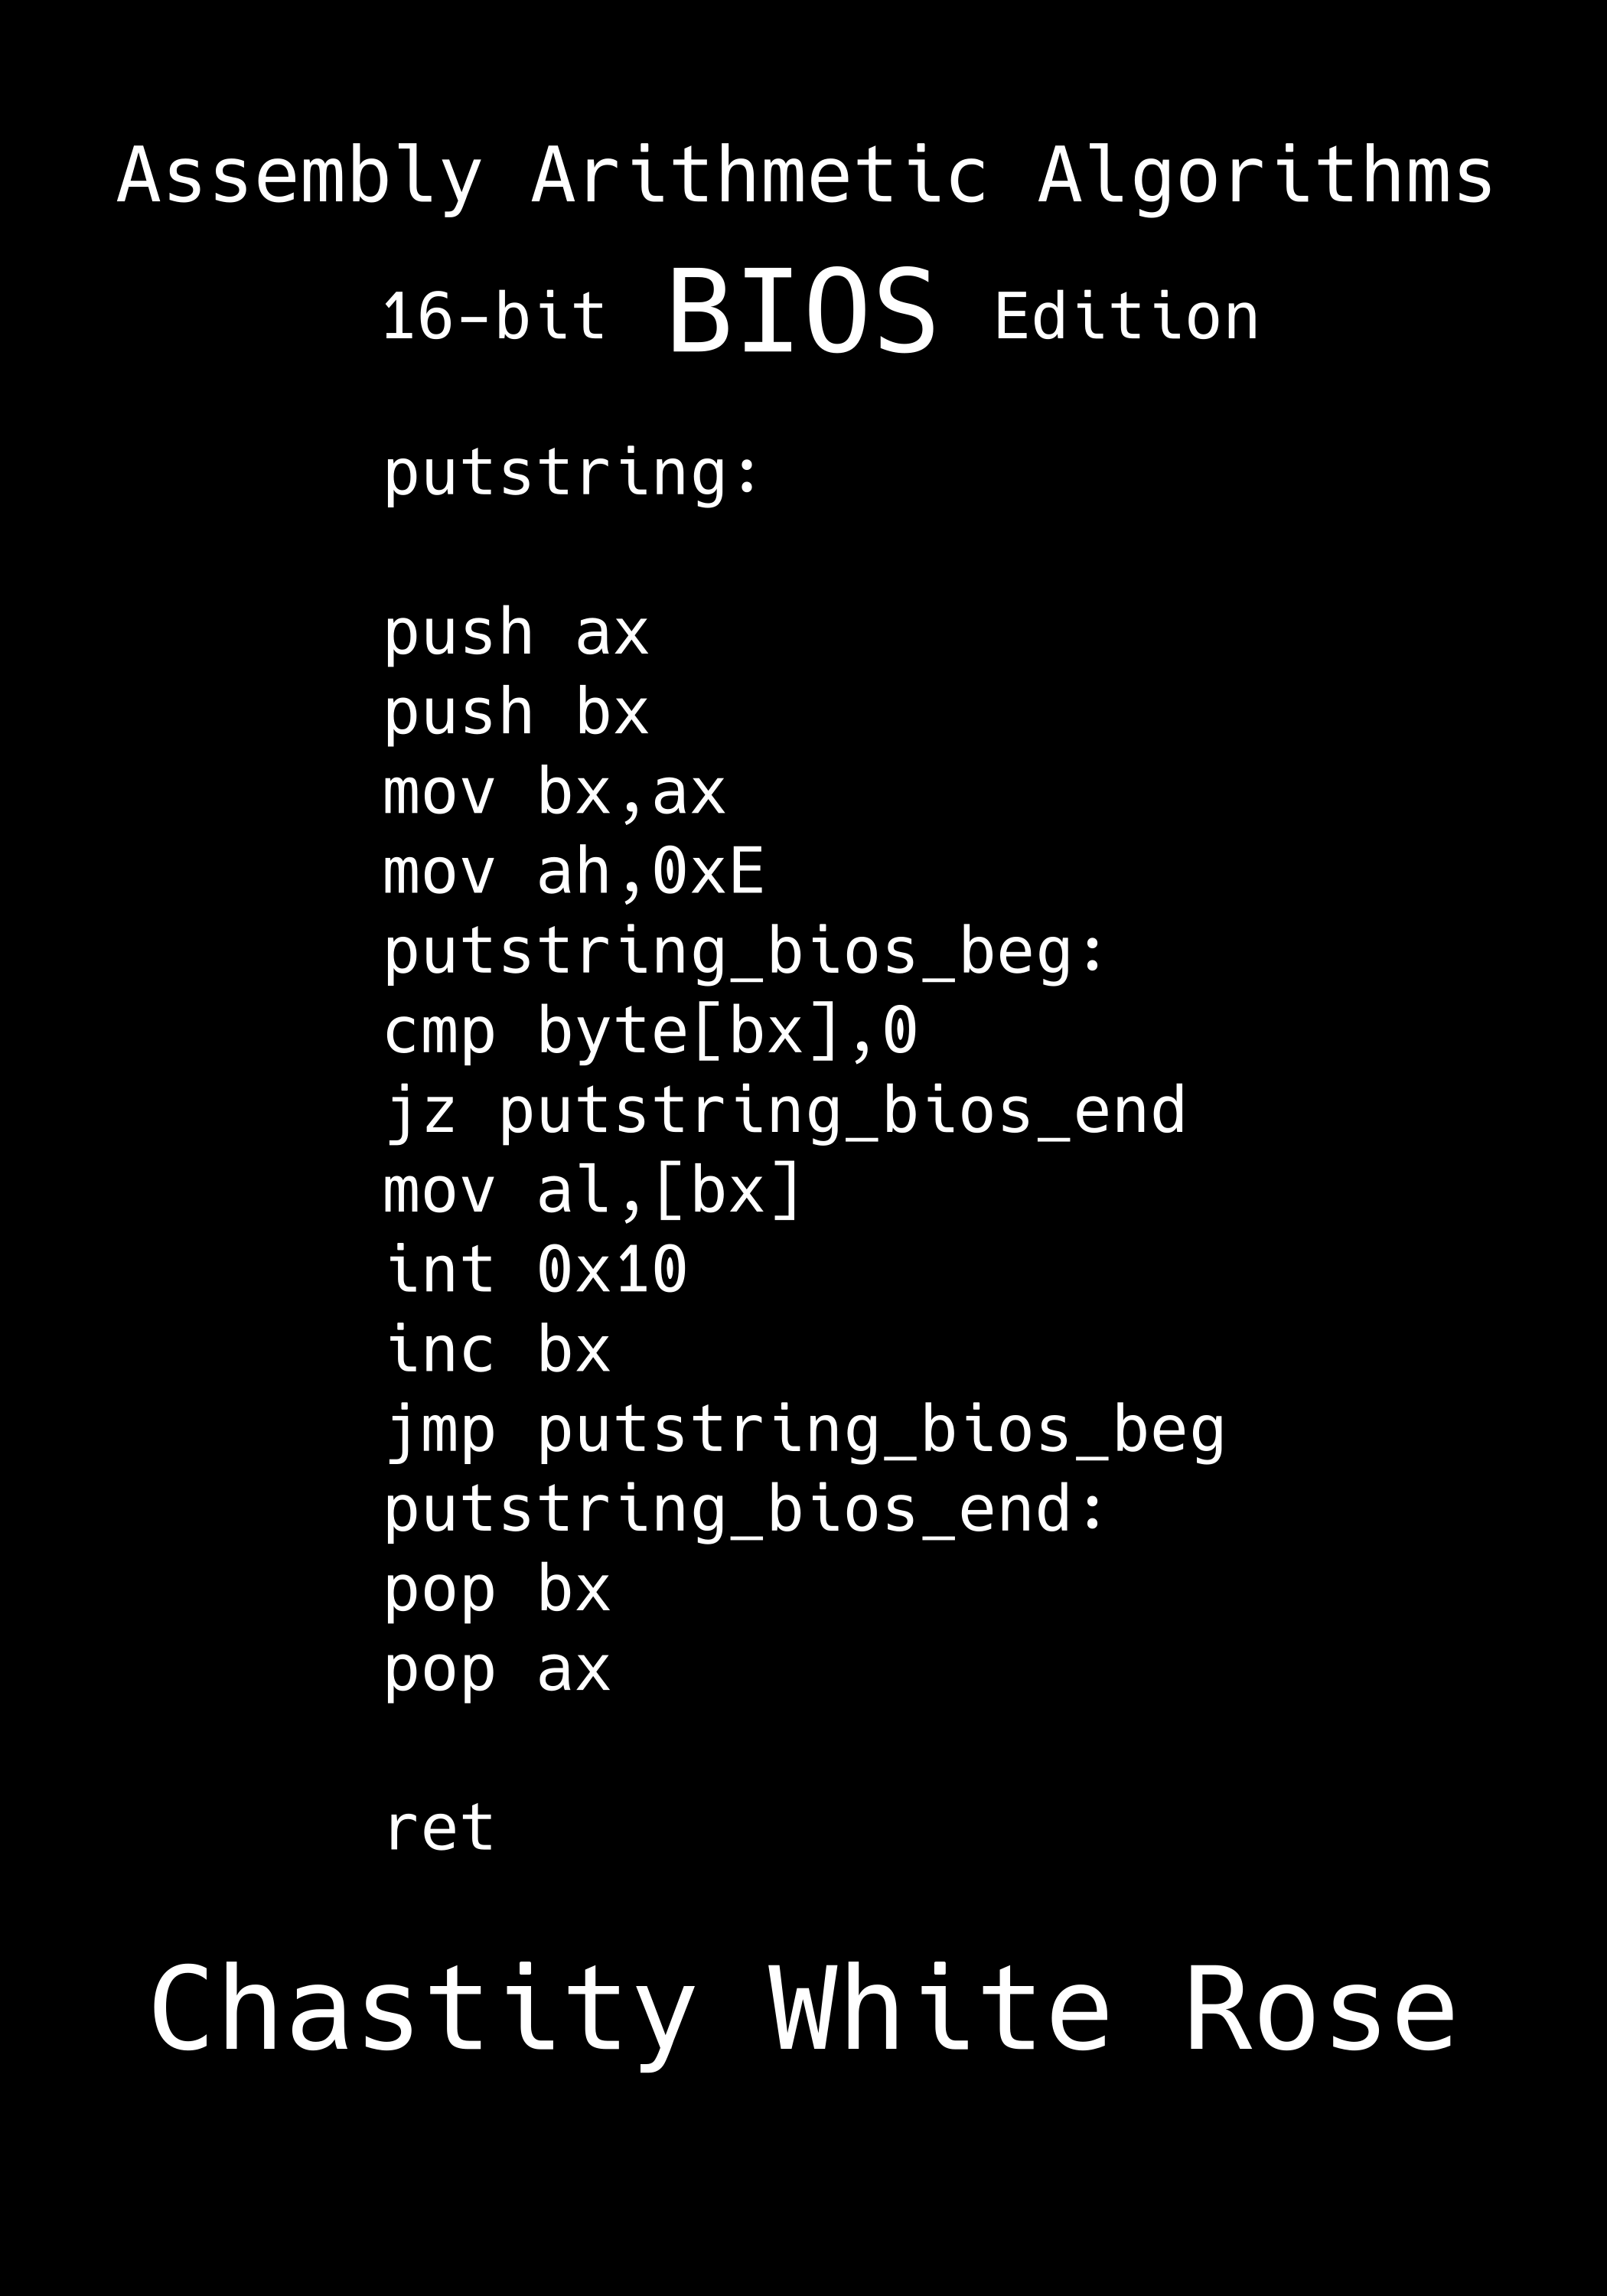 Assembly Arithmetic Algorithms
16-bit BIOS Edition
putstring:
push ax
push bx
mov bx,ax
mov ah,0xE
putstring_bios_beg:
cmp byte[bx],0
jz putstring_bios_end
mov al,[bx]
int 0x10
inc bx
jmp putstring_bios_beg
putstring_bios_end:
pop bx
pop ax
ret
Chastity White Rose